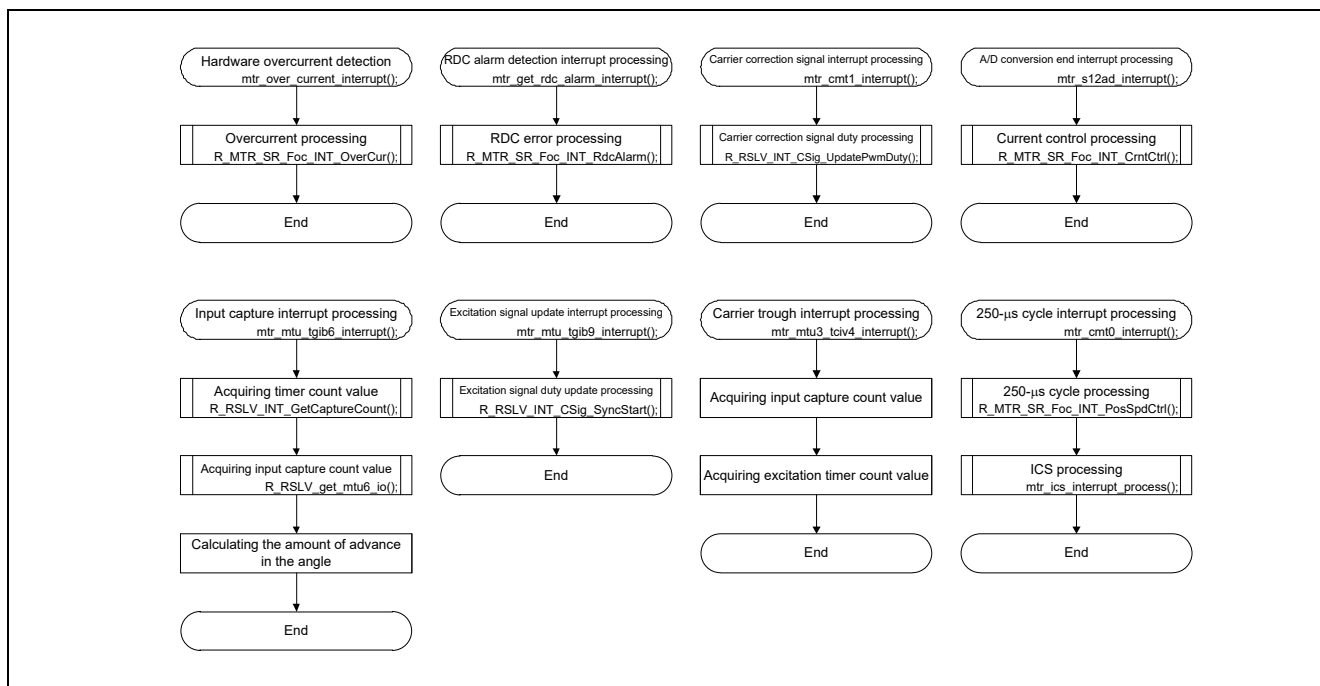 Hardware overcurrent detection
mtr_over_current_interrupt();
Overcurrent processing
R_MTR_SR_Foc_INT_OverCur();
End
RDC alarm detection interrupt processing
mtr_get_rdc_alarm_interrupt();
RDC error processing
R_MTR_SR_Foc_INT_RdcAlarm();
End
Carrier correction signal interrupt processing
mtr_cmt1_interrupt();
Carrier correction signal duty processing
R_RSLV_INT_CSig_UpdatePwmDuty();
End
A/D conversion end interrupt processing
mtr_s12ad_interrupt();
Current control processing
R_MTR_SR_Foc_INT_CrntCtrl();
End
Input capture interrupt processing
mtr_mtu_tgib6_interrupt();
Acquiring timer count value
R_RSLV_INT_GetCaptureCount();
Acquiring input capture count value
R_RSLV_get_mtu6_io();
Calculating the amount of advance
in the angle
End
Excitation signal update interrupt processing
mtr_mtu_tgib9_interrupt();
Excitation signal duty update processing
R_RSLV_INT_CSig_SyncStart();
End
Carrier trough interrupt processing
mtr_mtu3_tciv4_interrupt();
Acquiring input capture count value
Acquiring excitation timer count value
End
250-μs cycle interrupt processing
mtr_cmt0_interrupt();
250-μs cycle processing
R_MTR_SR_Foc_INT_PosSpdCtrl();
ICS processing
mtr_ics_interrupt_process();
End